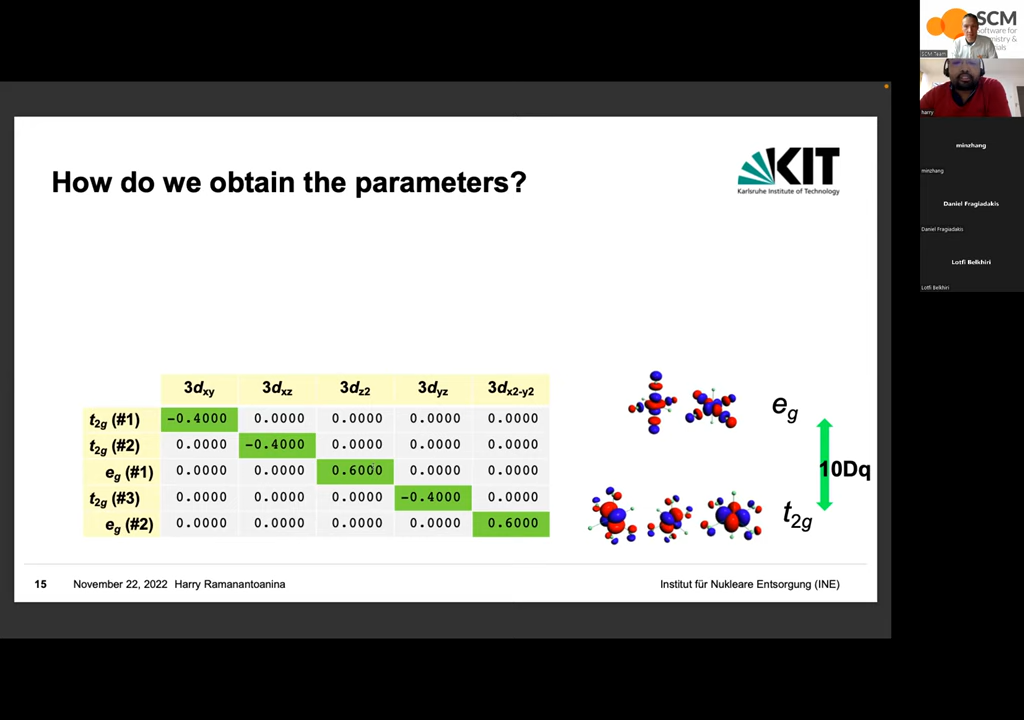 How do we obtain the parameters?
KIT
Karlsruhe Institute of Technology
3dxy 3dxz 3dz2 3dyz 3dx2-y2
t2g (#1) -0.4000 0.0000 0.0000 0.0000 0.0000
t2g (#2) 0.0000 -0.4000 0.0000 0.0000 0.0000
eg (#1) 0.0000 0.0000 0.6000 0.0000 0.0000
t2g (#3) 0.0000 0.0000 0.0000 -0.4000 0.0000
eg (#2) 0.0000 0.0000 0.0000 0.0000 0.6000
eg
10Dq
t2g
15 November 22, 2022 Harry Ramanantoanina Institut für Nukleare Entsorgung (INE)
SCM
Software for
SCM Team
harry
minzhang
minzhang
Daniel Fragiadakis
Daniel Fragiadakis
Lotfi Belkhiri
Lotfi Belkhiri